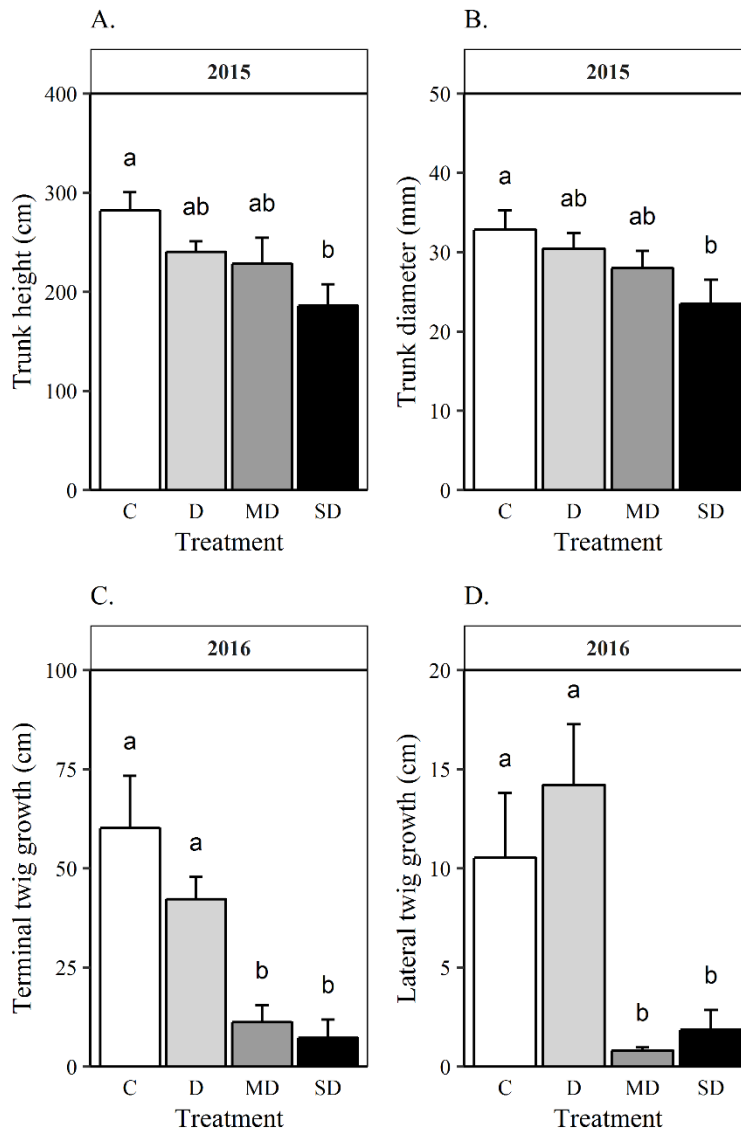 A.
2015
Trunk height (cm)
400
300
200
100
0
a
ab
ab
b
C D MD SD
Treatment
B.
2015
Trunk diameter (mm)
50
40
30
20
10
0
a
ab
ab
b
C D MD SD
Treatment
C.
2016
Terminal twig growth (cm)
100
75
50
25
0
a
a
b
b
C D MD SD
Treatment
D.
2016
Lateral twig growth (cm)
20
15
10
5
0
a
a
b
b
C D MD SD
Treatment